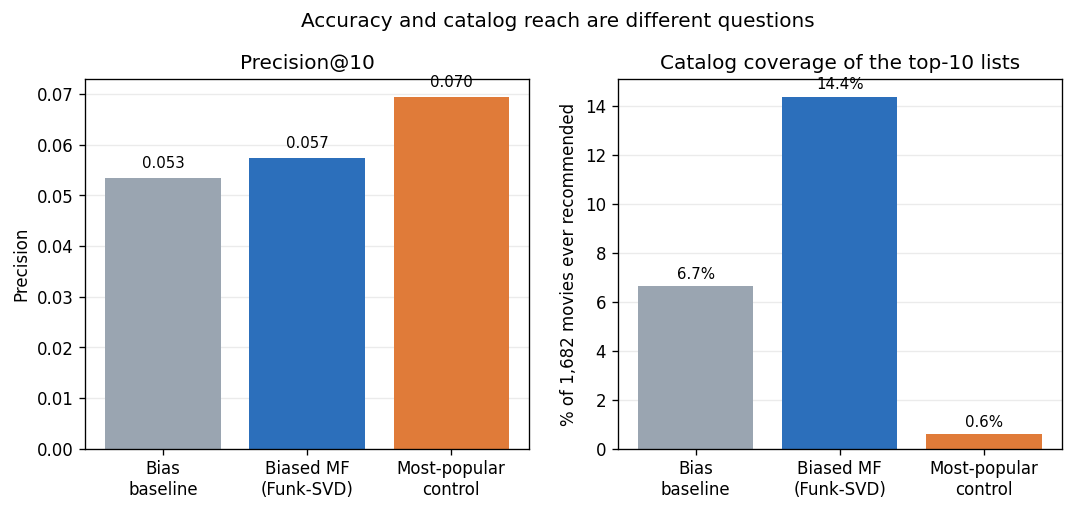 Accuracy and catalog reach are different questions
Precision@10
Precision
0.07
0.06
0.05
0.04
0.03
0.02
0.01
0.00
0.053
0.057
0.070
Bias
baseline
Biased MF
(Funk-SVD)
Most-popular
control
Catalog coverage of the top-10 lists
% of 1,682 movies ever recommended
14
12
10
8
6
4
2
0
6.7%
14.4%
0.6%
Bias
baseline
Biased MF
(Funk-SVD)
Most-popular
control